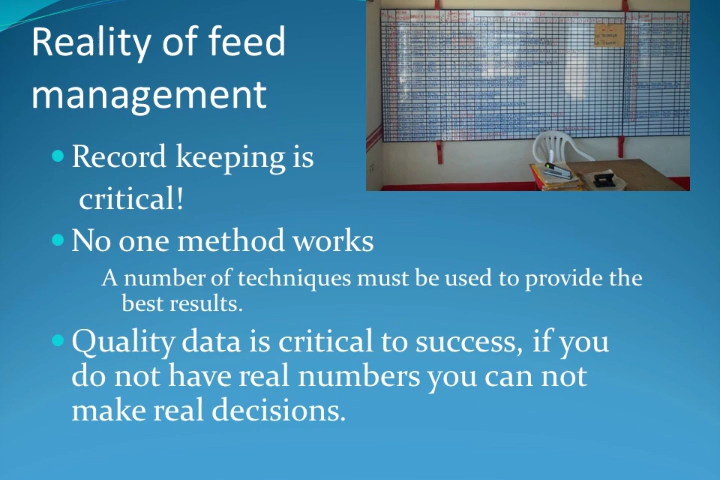 Reality of feed
management
Record keeping is
critical!
No one method works
A number of techniques must be used to provide the
best results.
Quality data is critical to success, if you
do not have real numbers you can not
make real decisions.